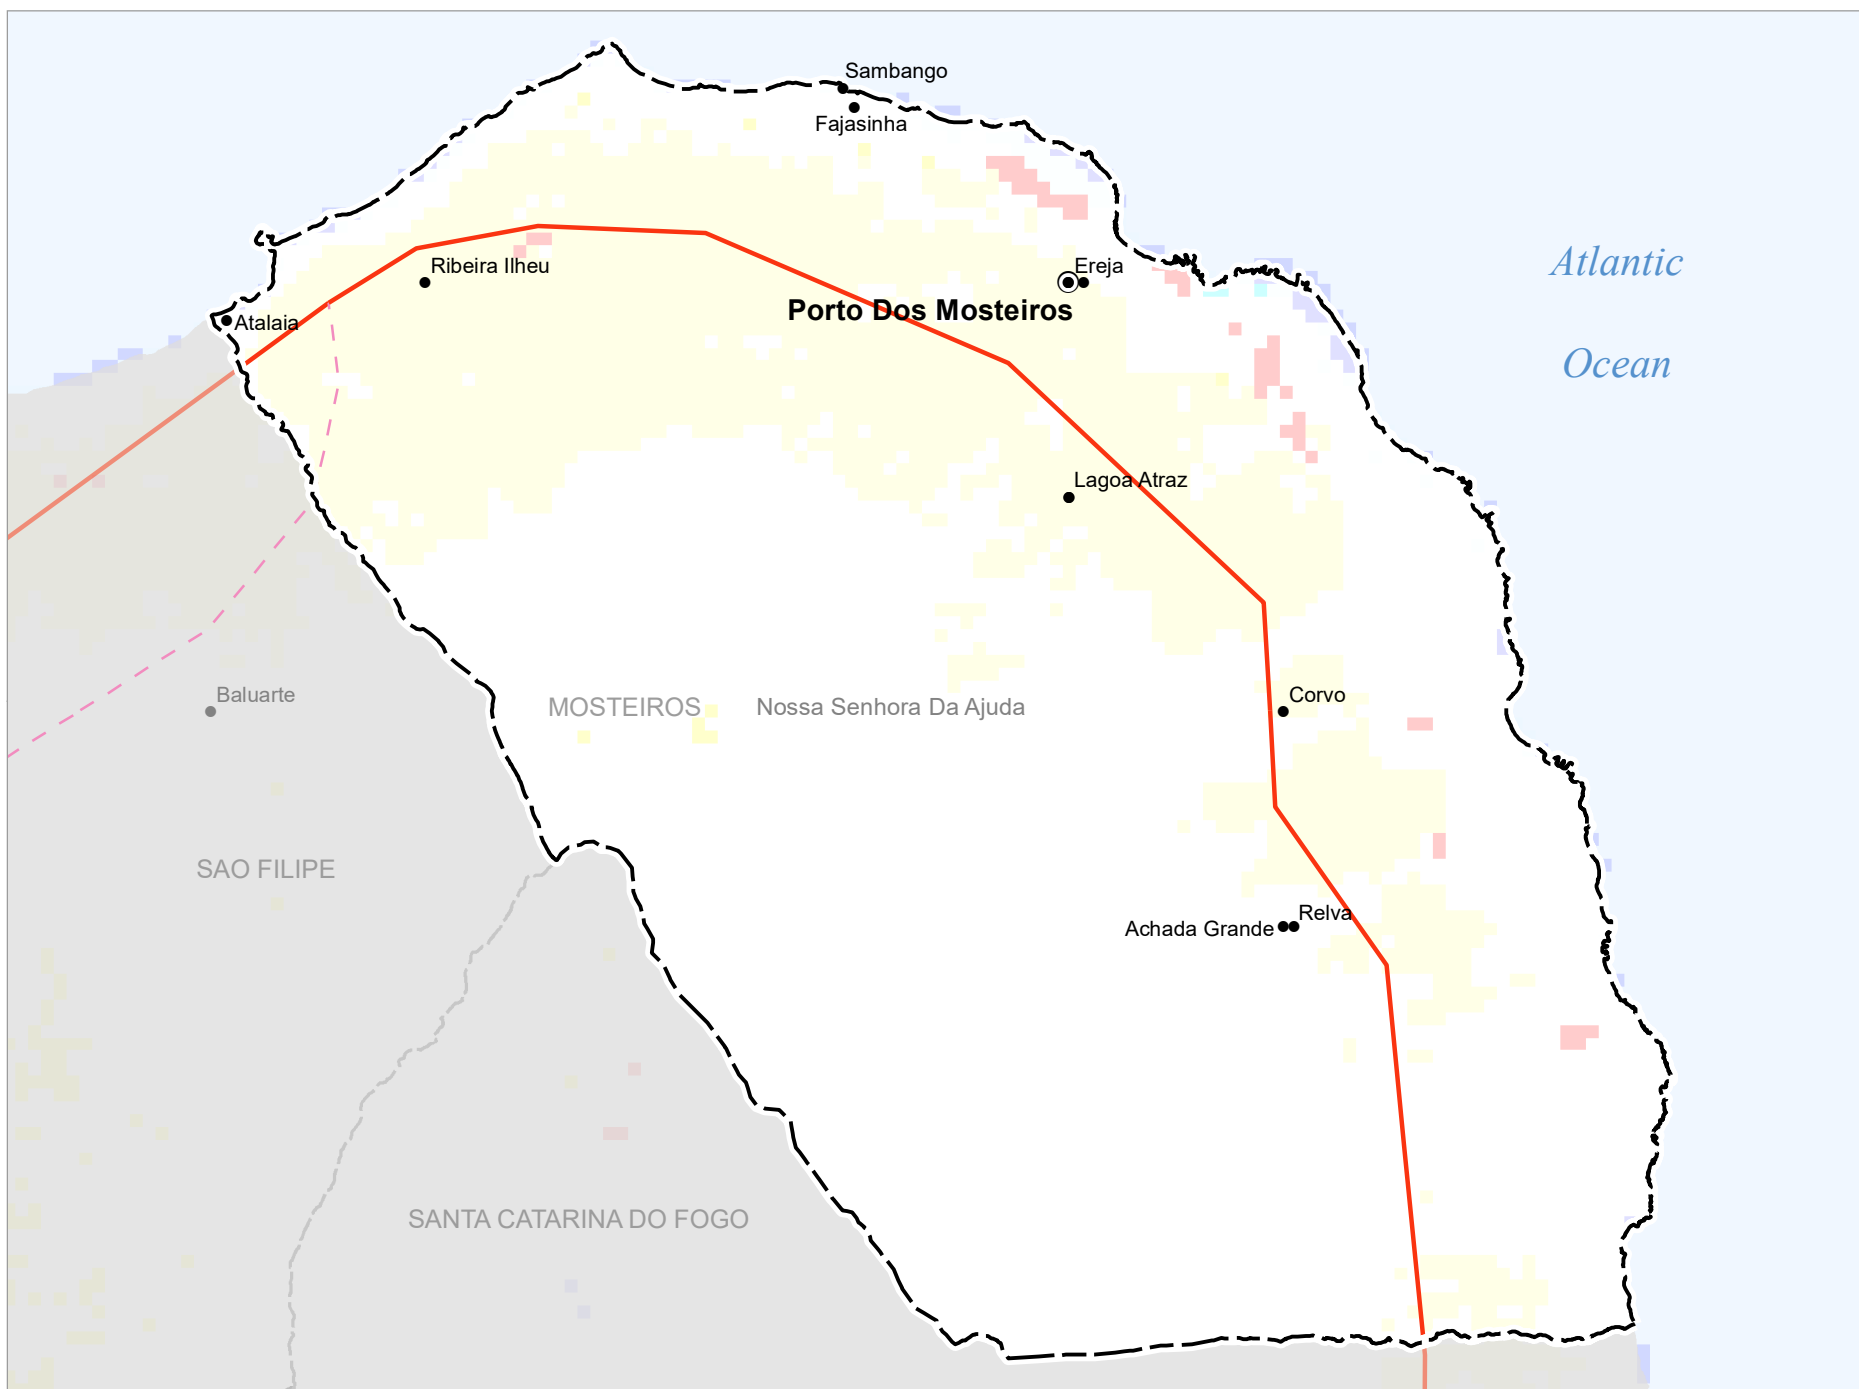 Sambango
Fajasinha
Atlantic
Ribeira Ilheu
Ereja
Porto Dos Mosteiros
Atalaia
Ocean
Lagoa Atraz
Baluarte
MOSTEIROS
Nossa Senhora Da Ajuda
Corvo
SAO FILIPE
Relva
Achada Grande
SANTA CATARINA DO FOGO